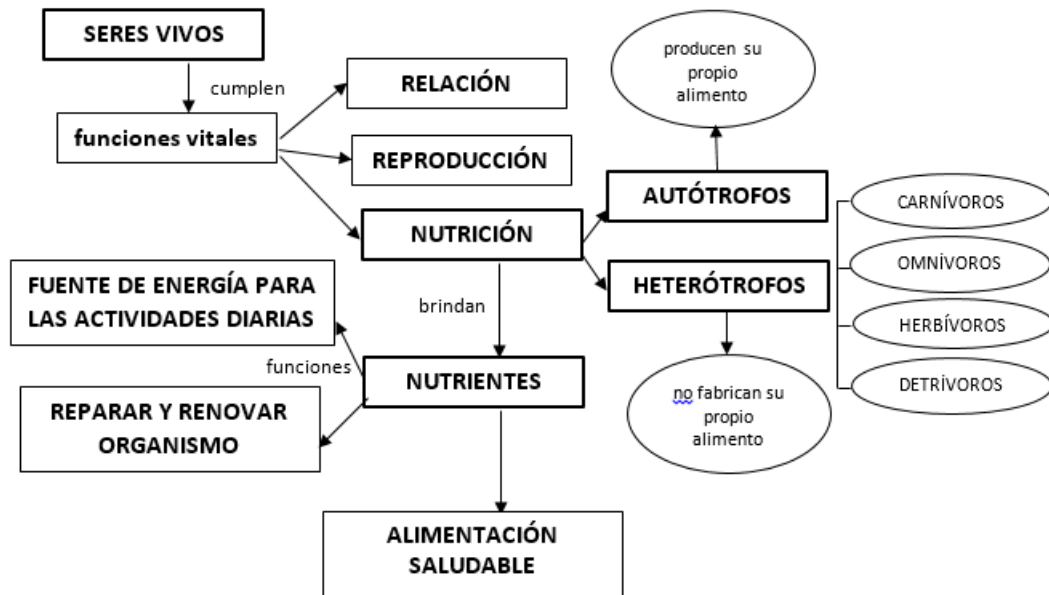 SERES VIVOS
cumplen
funciones vitales
RELACIÓN
REPRODUCCIÓN
NUTRICIÓN
producen su
propio
alimento
AUTÓTROFOS
HETERÓTROFOS
no fabrican su
propio
alimento
CARNÍVOROS
OMNÍVOROS
HERBÍVOROS
DETRÍVOROS
brindan
NUTRIENTES
funciones
FUENTE DE ENERGÍA PARA
LAS ACTIVIDADES DIARIAS
REPARAR Y RENOVAR
ORGANISMO
ALIMENTACIÓN
SALUDABLE